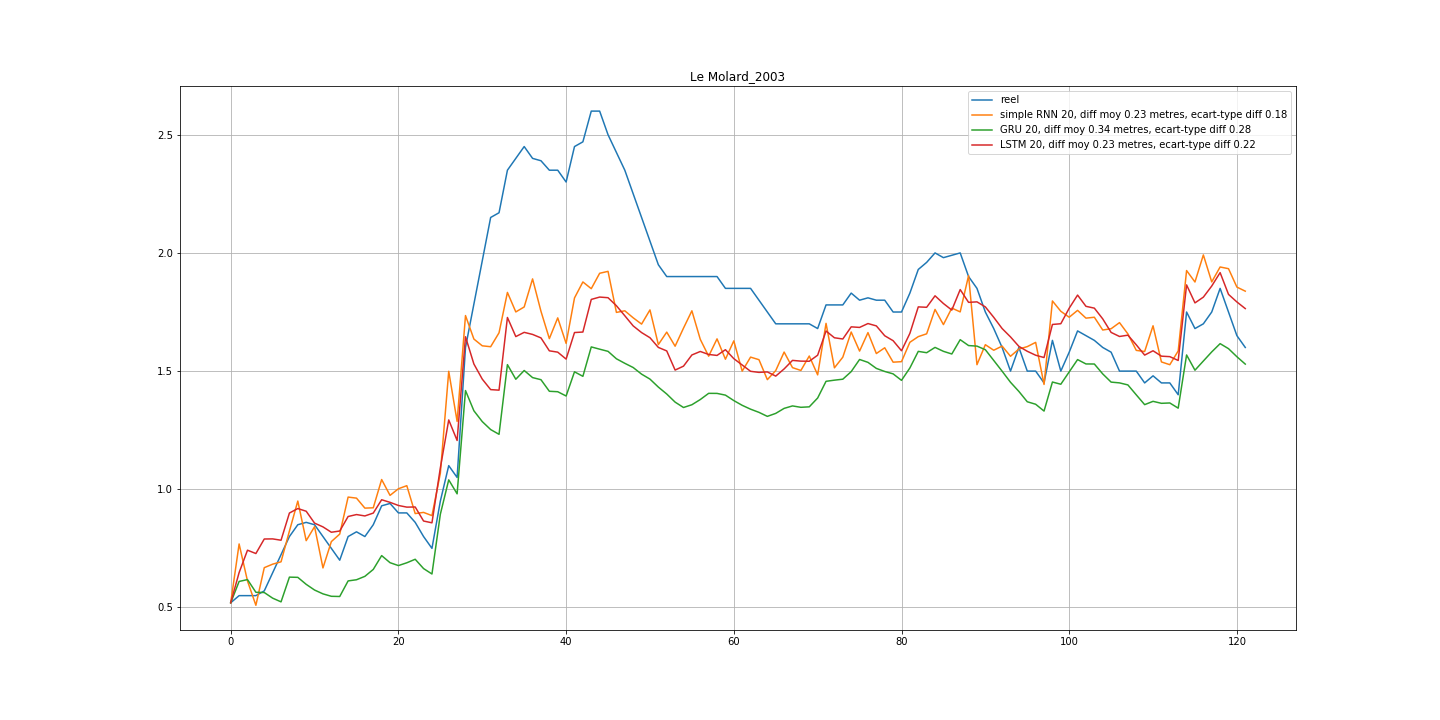 Le Molard_2003
reel
simple RNN 20, diff moy 0.23 metres, ecart-type diff 0.18
GRU 20, diff moy 0.34 metres, ecart-type diff 0.28
LSTM 20, diff moy 0.23 metres, ecart-type diff 0.22
2.5
2.0
1.5
1.0
0.5
0 20 40 60 80 100 120